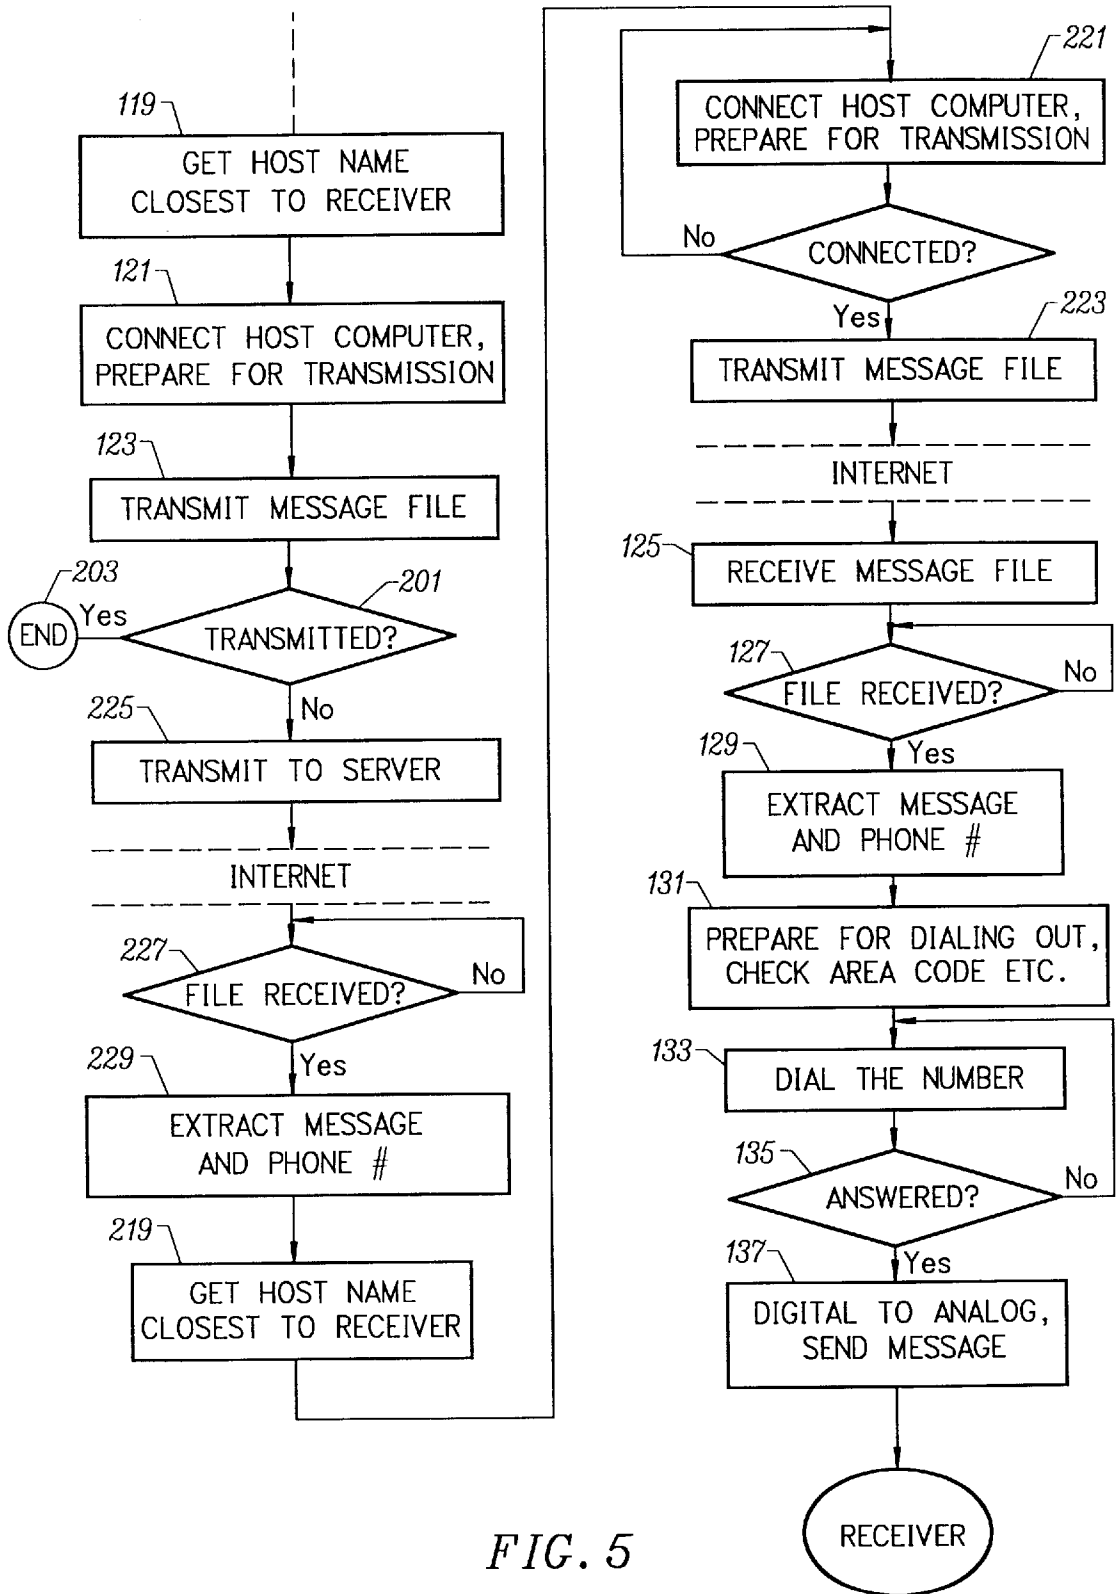 119
GET HOST NAME
CLOSEST TO RECEIVER
121
CONNECT HOST COMPUTER,
PREPARE FOR TRANSMISSION
123
TRANSMIT MESSAGE FILE
203
END
Yes
201
TRANSMITTED?
No
225
TRANSMIT TO SERVER
INTERNET
227
FILE RECEIVED?
No
Yes
229
EXTRACT MESSAGE
AND PHONE #
219
GET HOST NAME
CLOSEST TO RECEIVER
221
CONNECT HOST COMPUTER,
PREPARE FOR TRANSMISSION
No
CONNECTED?
Yes
223
TRANSMIT MESSAGE FILE
INTERNET
125
RECEIVE MESSAGE FILE
127
FILE RECEIVED?
No
Yes
129
EXTRACT MESSAGE
AND PHONE #
131
PREPARE FOR DIALING OUT,
CHECK AREA CODE ETC.
133
DIAL THE NUMBER
135
ANSWERED?
No
Yes
137
DIGITAL TO ANALOG,
SEND MESSAGE
RECEIVER
FIG. 5